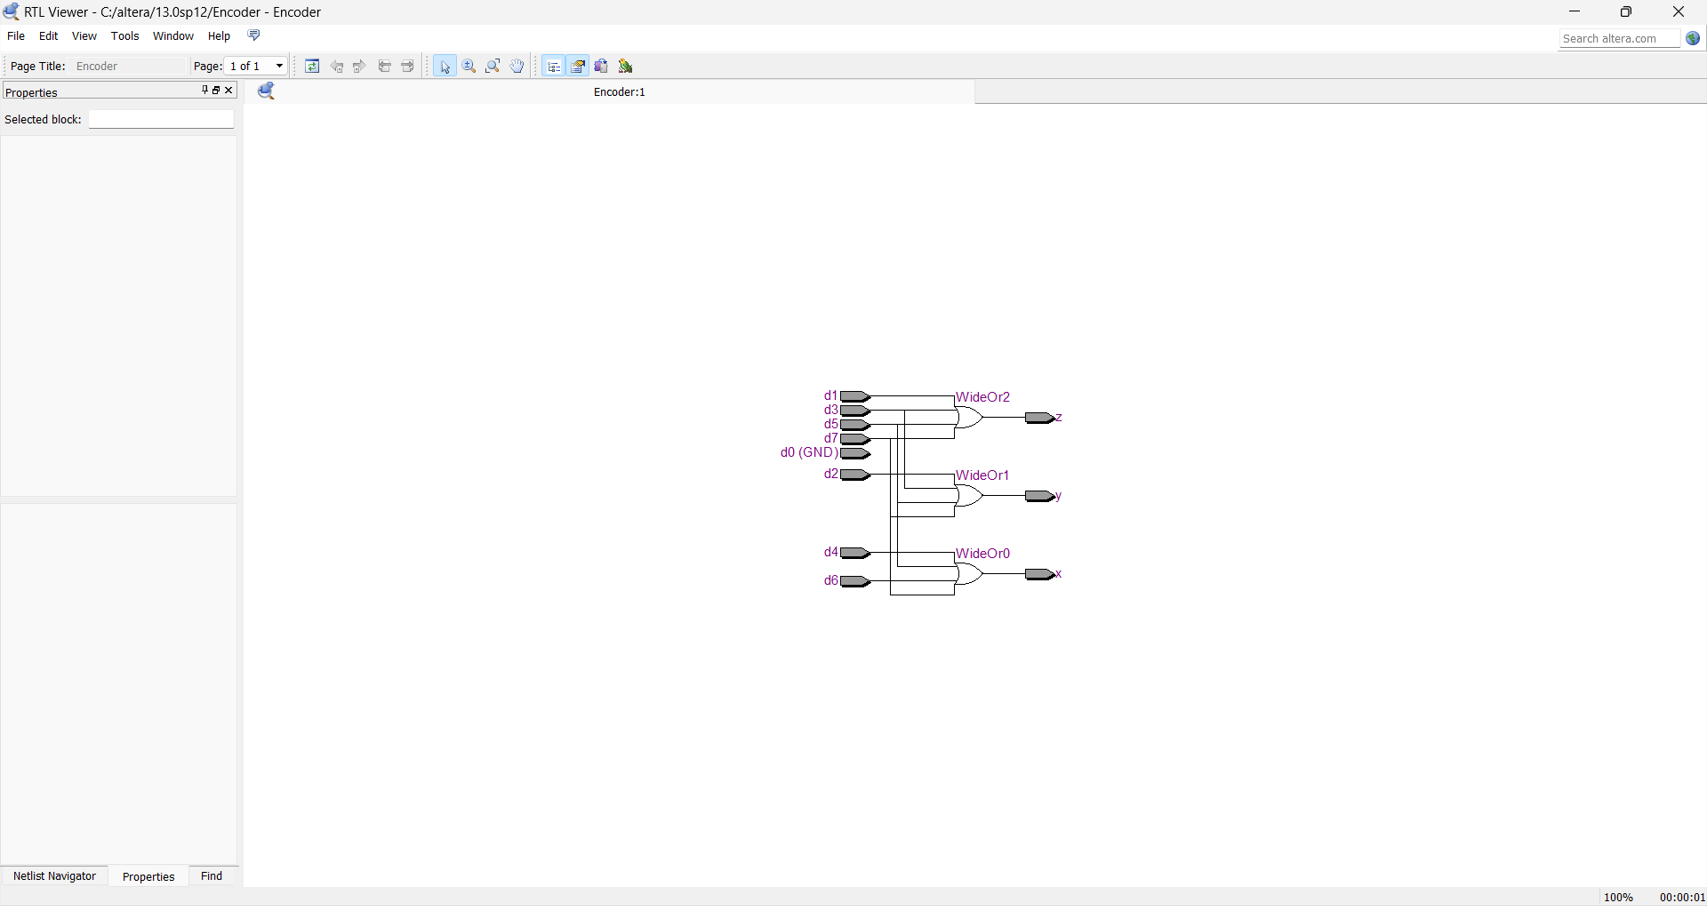 RTL Viewer - C:/altera/13.0sp12/Encoder - Encoder
File Edit View Tools Window Help
Search altera.com
Page Title: Encoder Page: 1 of 1
Properties
Encoder:1
Selected block:
d1 WideOr2
d3
z
d5
d7
d0 (GND)
d2 WideOr1
y
d4 WideOr0
x
d6
Netlist Navigator Properties Find
100% 00:00:01